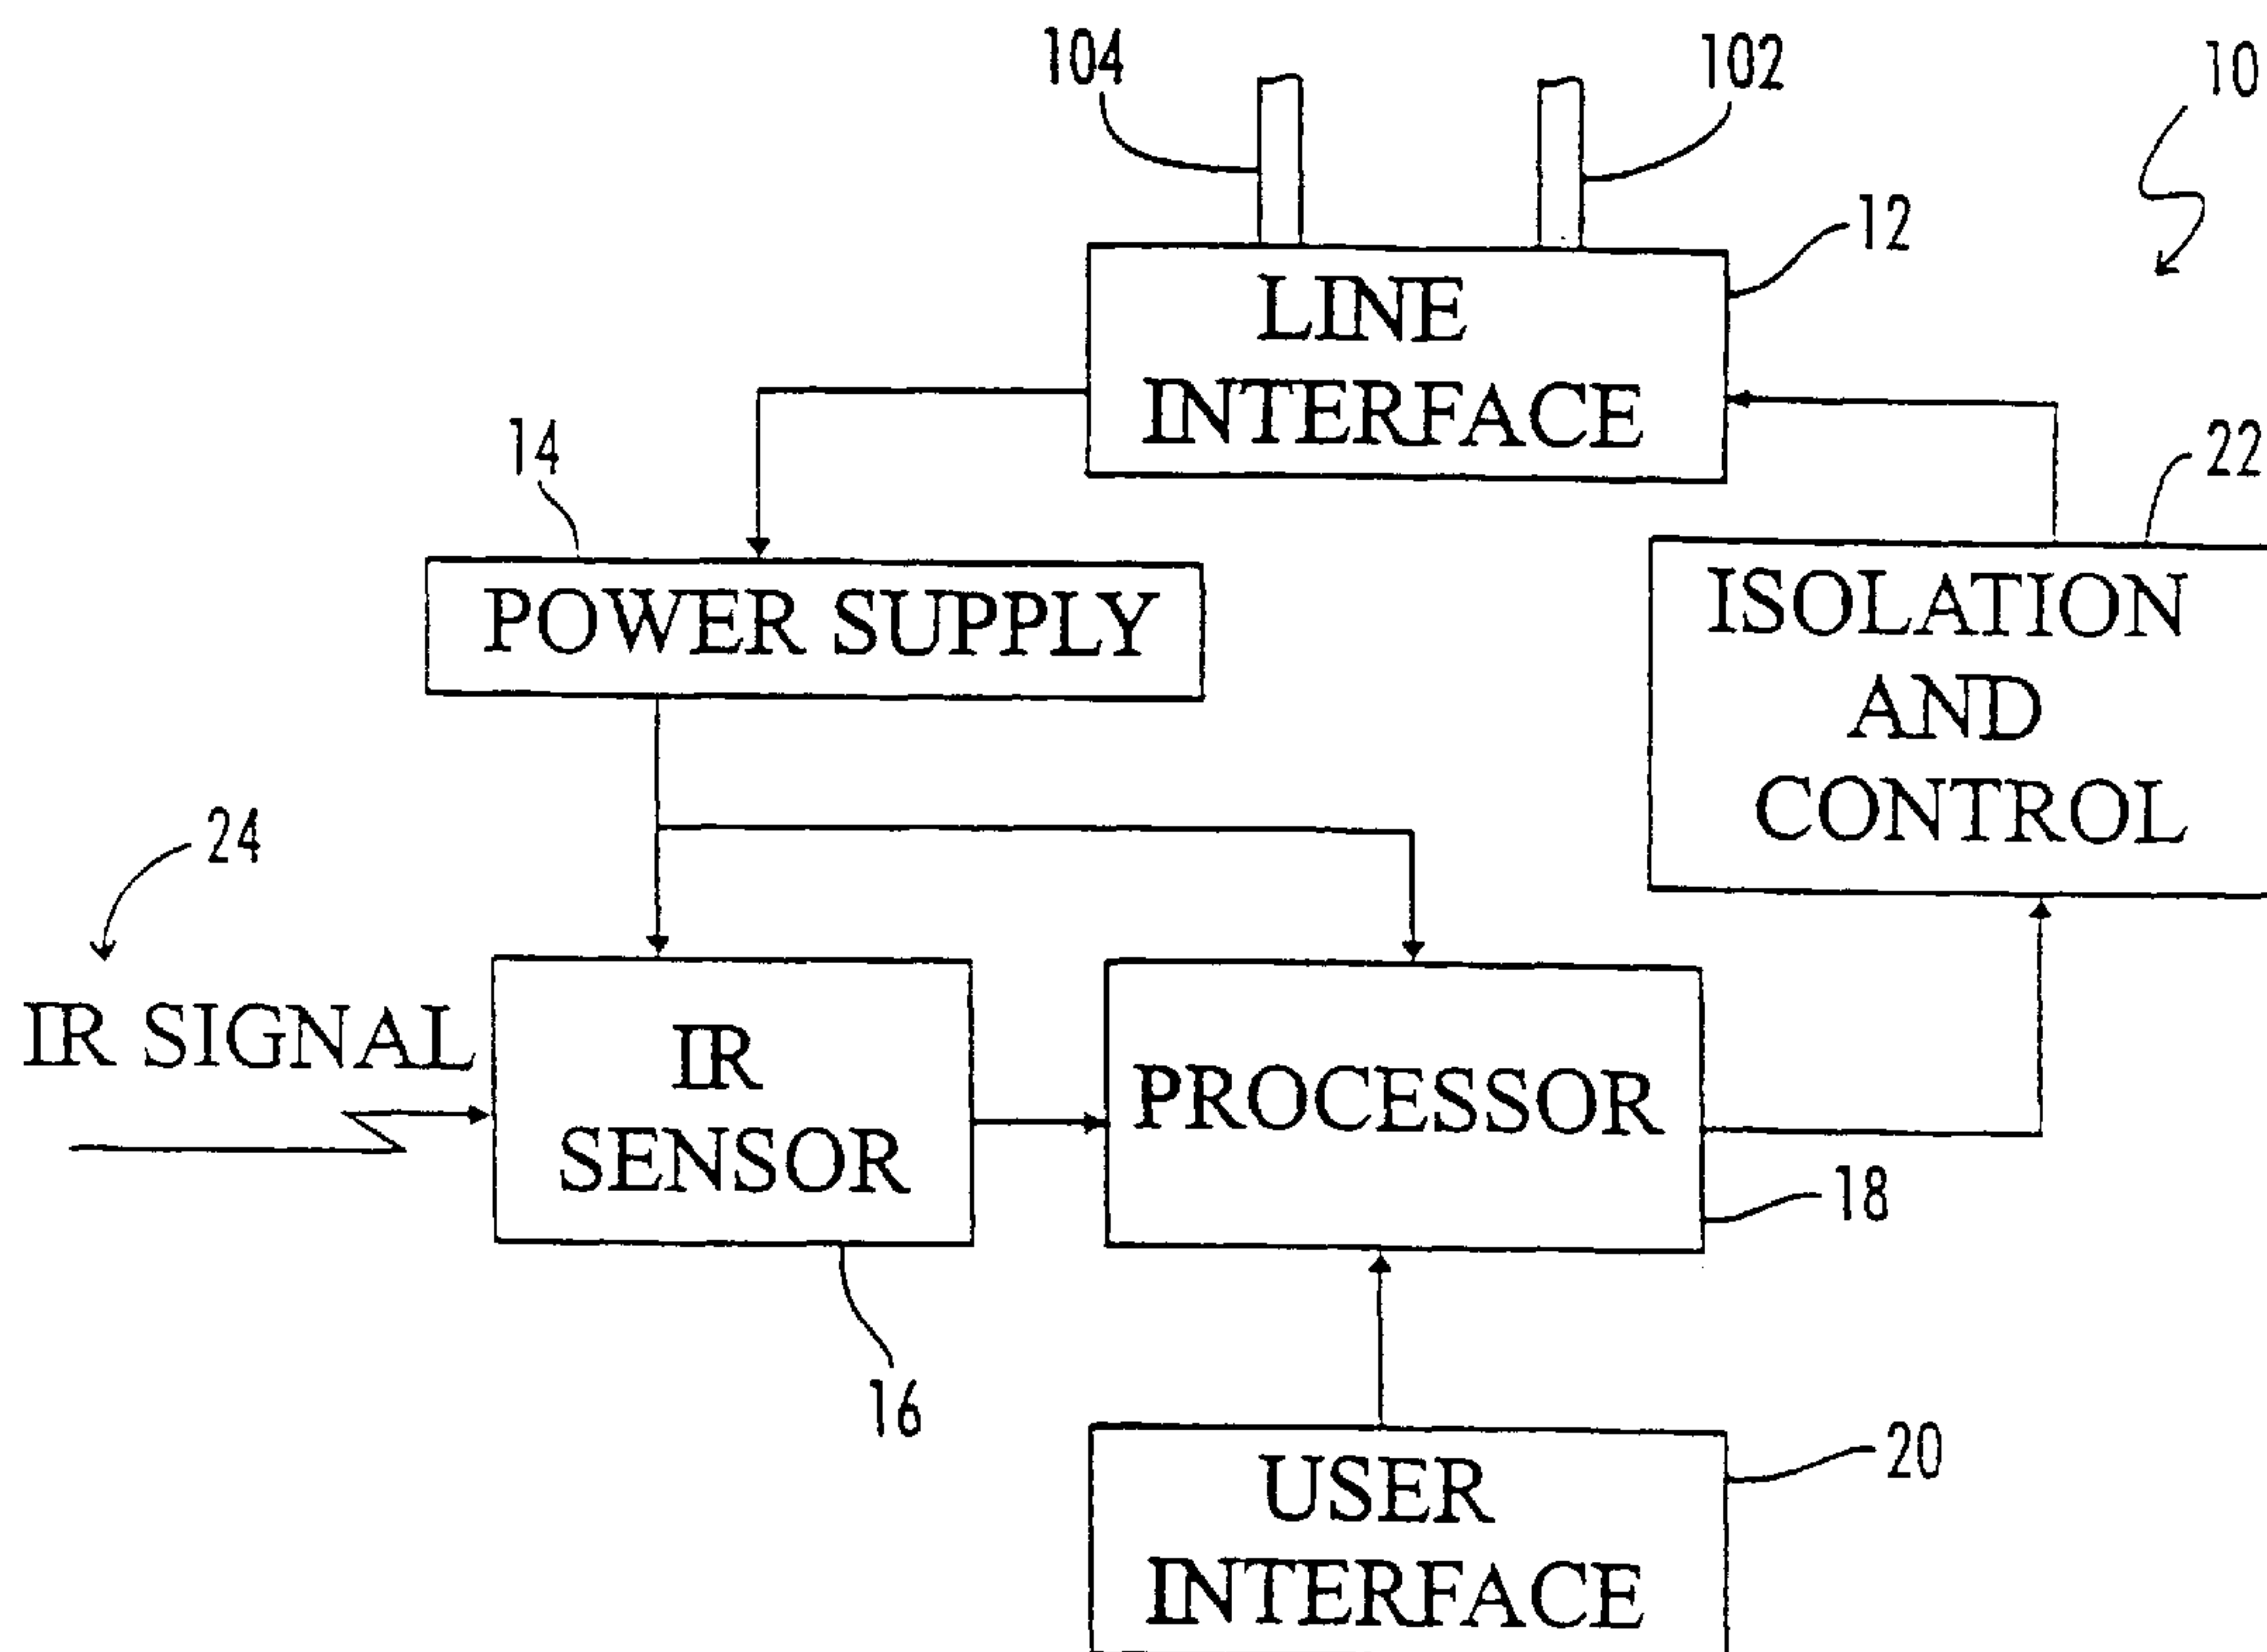 104
102
10
12
LINE
INTERFACE
14
22
POWER SUPPLY
ISOLATION
AND
CONTROL
24
IR SIGNAL
IR
SENSOR
PROCESSOR
18
16
20
USER
INTERFACE